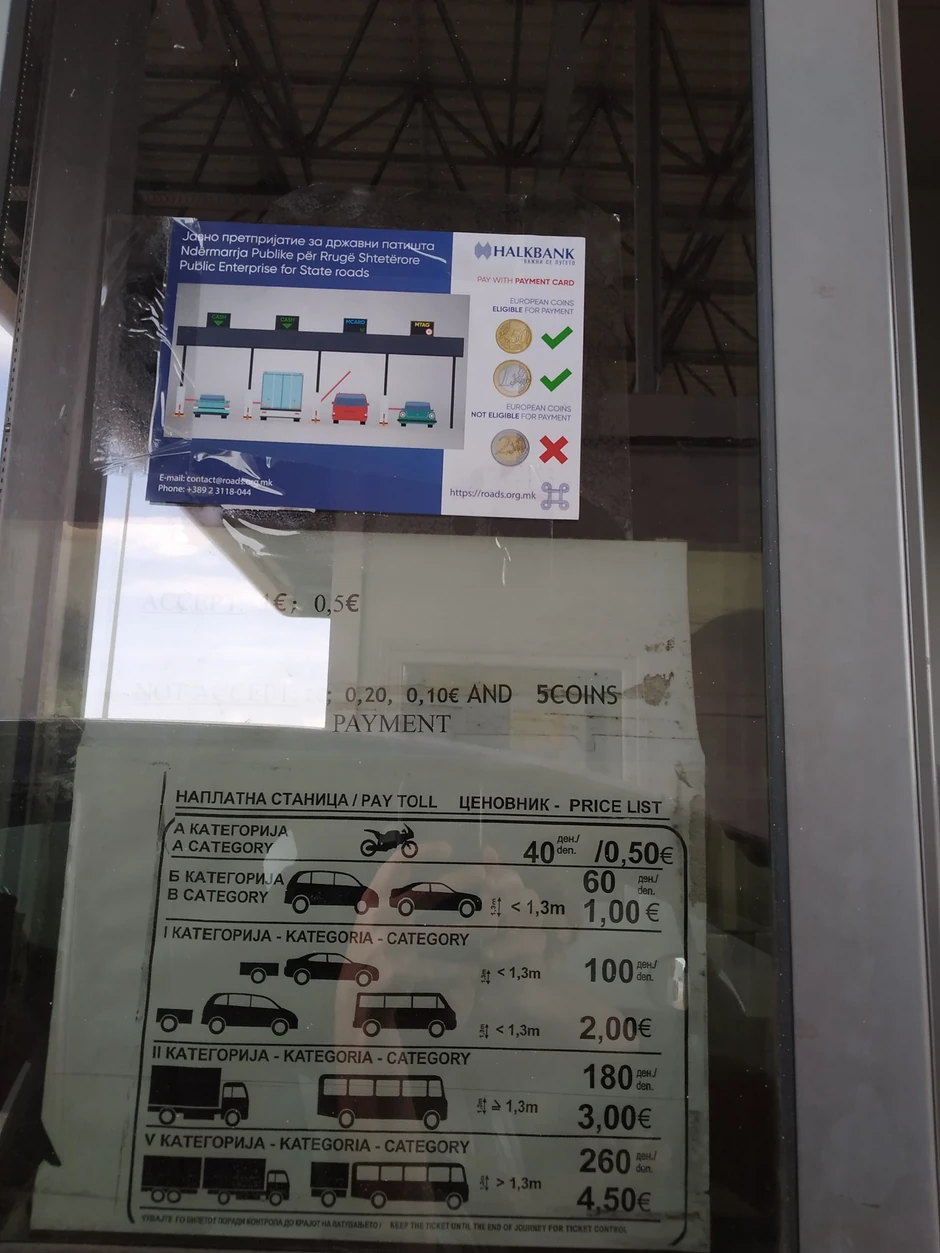 Јавно претпријатие за државни патишта
Ndërmarrja Publike për Rrugë Shtetërore
Public Enterprise for State roads
CASH
CASH
MCARD
MTAG
E-mail: contact@roads.org.mk
Phone: +389 2 3118-044
HALKBANK
PAY WITH PAYMENT CARD
EUROPEAN COINS
ELIGIBLE FOR PAYMENT
EUROPEAN COINS
NOT ELIGIBLE FOR PAYMENT
https://roads.org.mk
€; 0,5€
; 0,20, 0,10€ AND 5COINS
PAYMENT
НАПЛАТНА СТАНИЦА / PAY TOLL ЦЕНОВНИК - PRICE LIST
А КАТЕГОРИЈА
A CATEGORY
40 ден./den. /0,50€
Б КАТЕГОРИЈА
B CATEGORY
< 1,3m
60 ден./den.
1,00 €
I КАТЕГОРИЈА - KATEGORIA - CATEGORY
< 1,3m
100 ден./den.
< 1,3m
2,00€
II КАТЕГОРИЈА - KATEGORIA - CATEGORY
180 ден./den.
≥ 1,3m
3,00€
V КАТЕГОРИЈА - KATEGORIA - CATEGORY
260 ден./den.
> 1,3m
4,50€
ЧУВАЈТЕ ГО БИЛЕТОТ ПОРАДИ КОНТРОЛА ДО КРАЈОТ НА ПАТУВАЊЕТО / KEEP THE TICKET UNTIL THE END OF JOURNEY FOR TICKET CONTROL